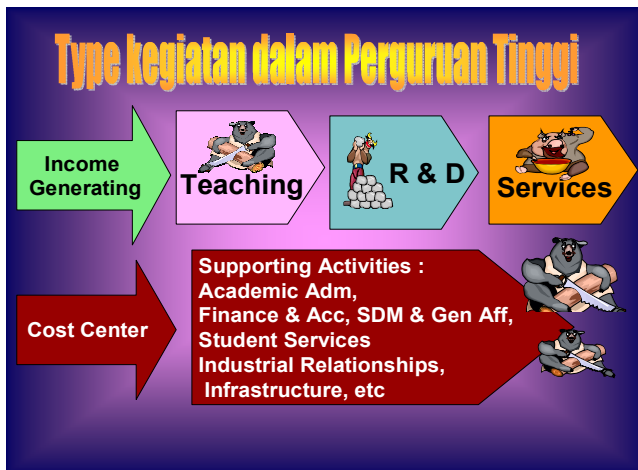 Type kegiatan dalam Perguruan Tinggi
Income
Generating
Teaching
R & D
Services
Cost Center
Supporting Activities :
Academic Adm,
Finance & Acc, SDM & Gen Aff,
Student Services
Industrial Relationships,
Infrastructure, etc